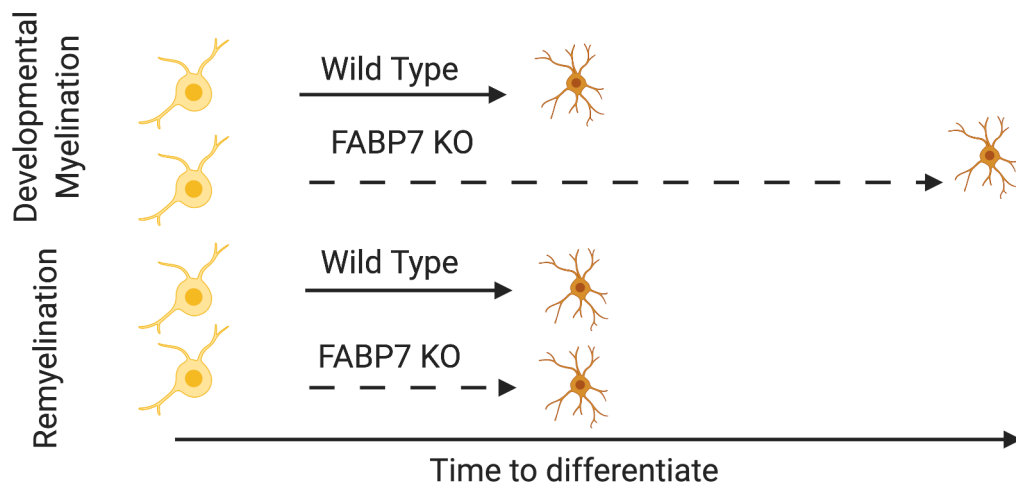 Developmental
Myelination
Wild Type
FABP7 KO
Remyelination
Wild Type
FABP7 KO
Time to differentiate